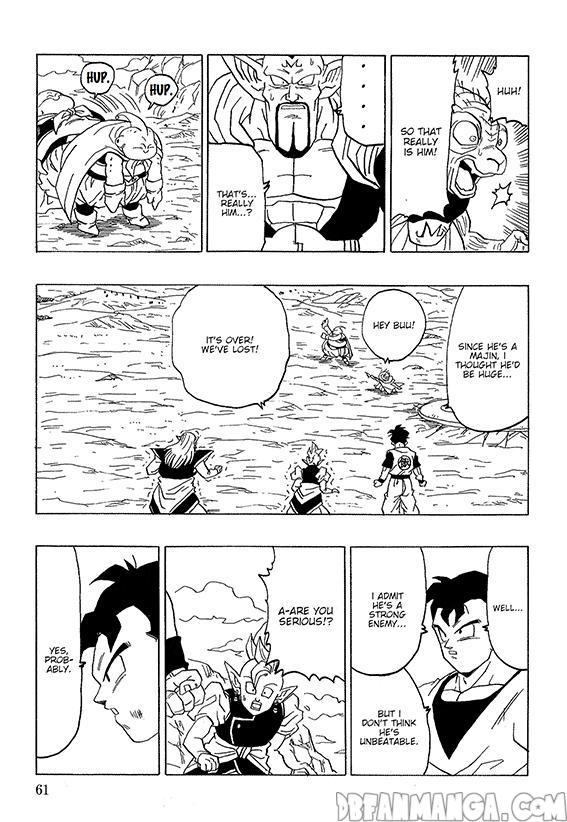 HUH!
SO THAT
REALLY
IS HIM!
. . . .
THAT'S...
REALLY
HIM...?
HUP.
HUP.
SINCE HE'S
A MAJIN, I
THOUGHT HE'D
BE HUGE...
HEY BUU!
IT'S OVER!
WE'VE LOST!
WELL...
I ADMIT
HE'S A
STRONG
ENEMY...
BUT I
DON'T THINK
HE'S
UNBEATABLE.
A-ARE YOU
SERIOUS!?
YES,
PROB-
ABLY.
61
DBFANMANGA.COM